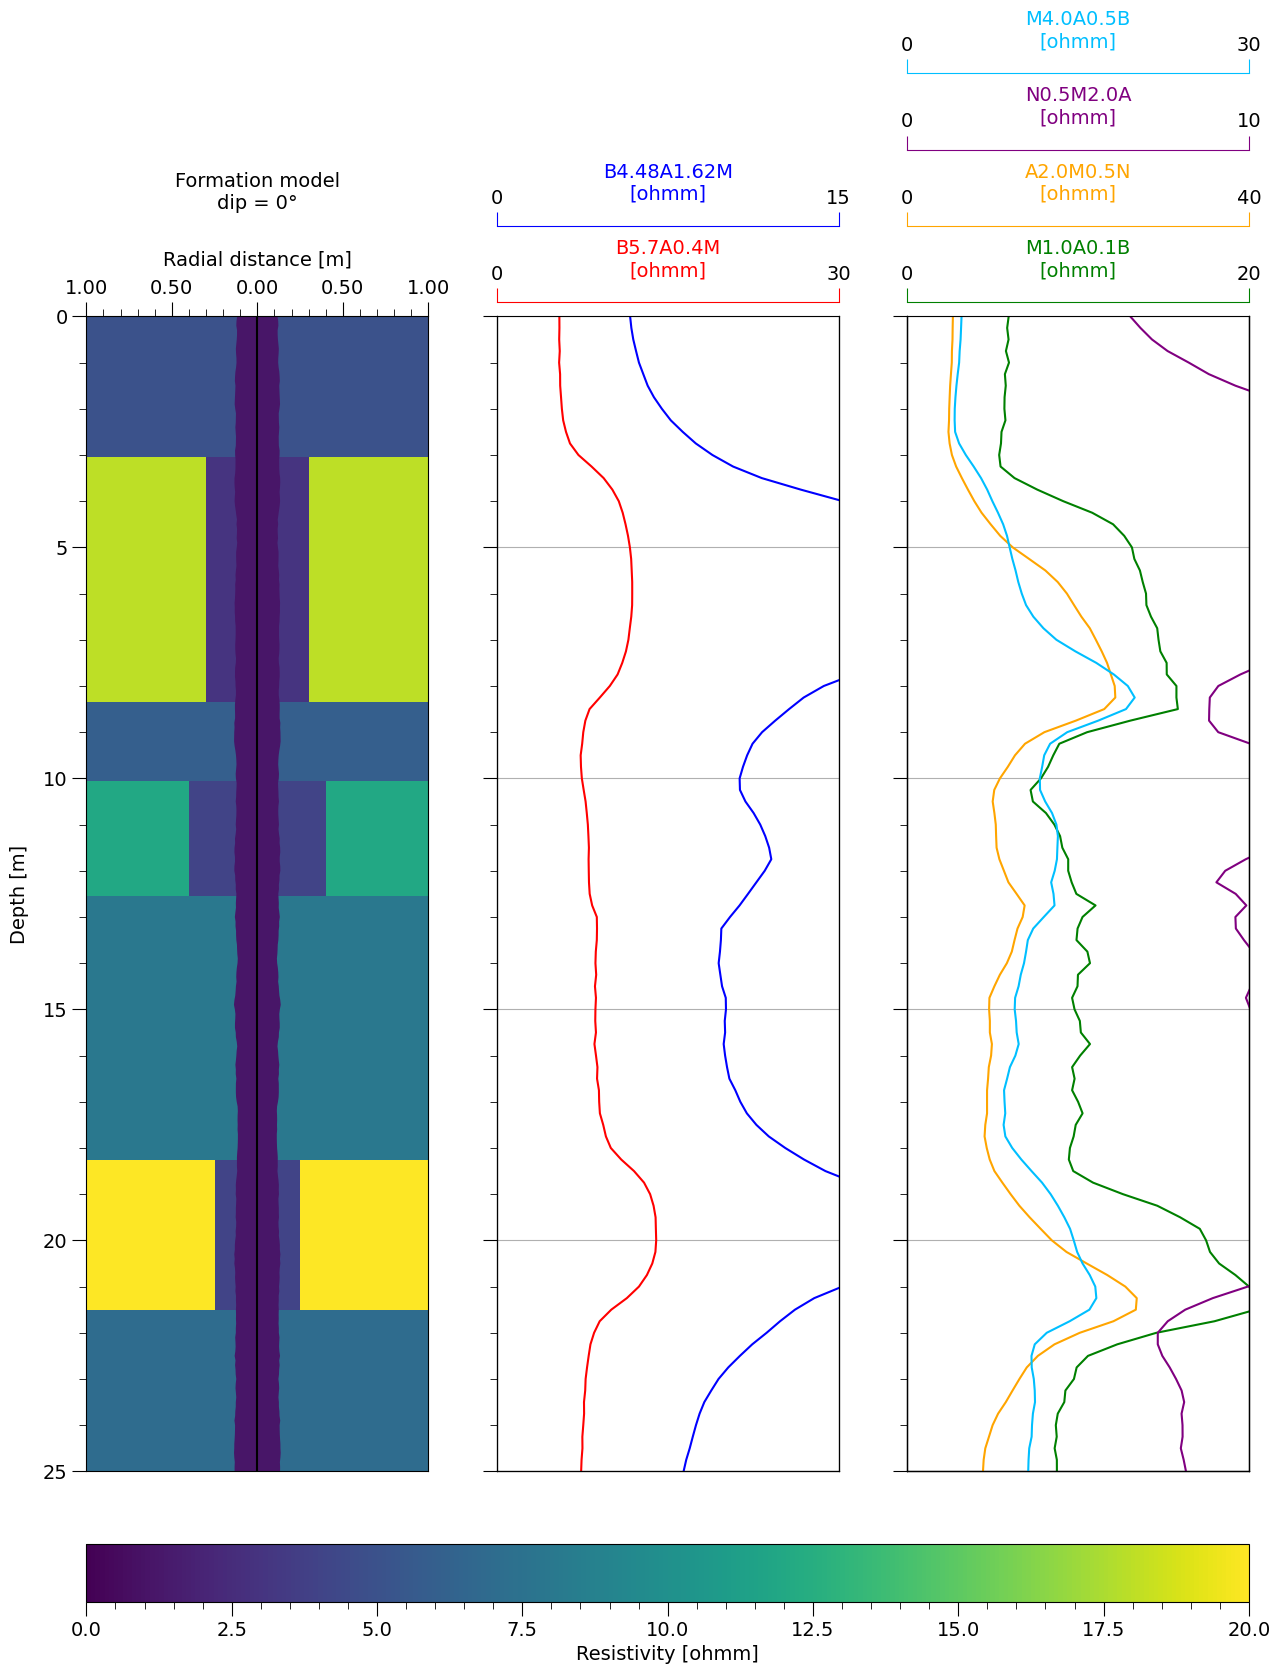 M4.0A0.5B
0 [ohmm] 30
N0.5M2.0A
0 [ohmm] 10
Formation model
dip = 0°
B4.48A1.62M
0 [ohmm] 15
A2.0M0.5N
0 [ohmm] 40
Radial distance [m]
1.00 0.50 0.00 0.50 1.00
B5.7A0.4M
0 [ohmm] 30
M1.0A0.1B
0 [ohmm] 20
Depth [m]
0
5
10
15
20
25
0.0 2.5 5.0 7.5 10.0 12.5 15.0 17.5 20.0
Resistivity [ohmm]